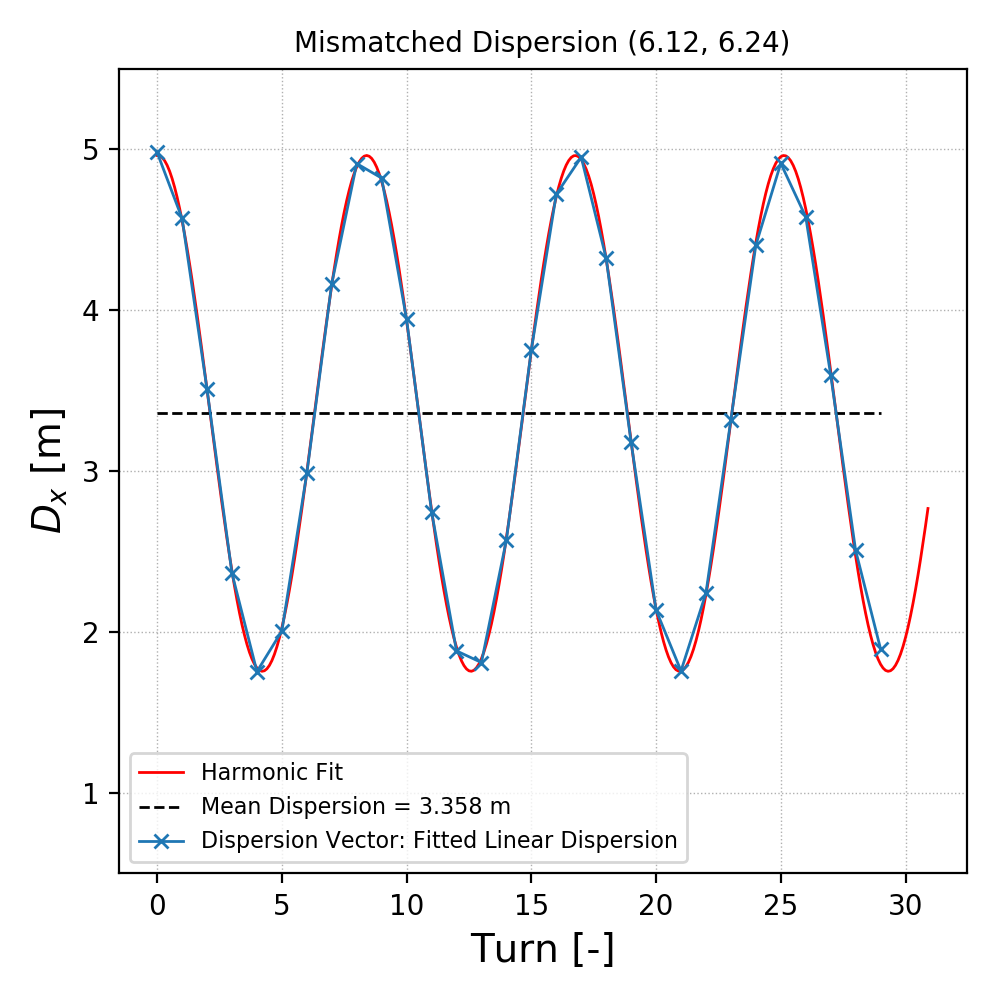 Mismatched Dispersion (6.12, 6.24)
5
4
3
2
1
D_x [m]
Harmonic Fit
Mean Dispersion = 3.358 m
Dispersion Vector: Fitted Linear Dispersion
0 5 10 15 20 25 30
Turn [-]